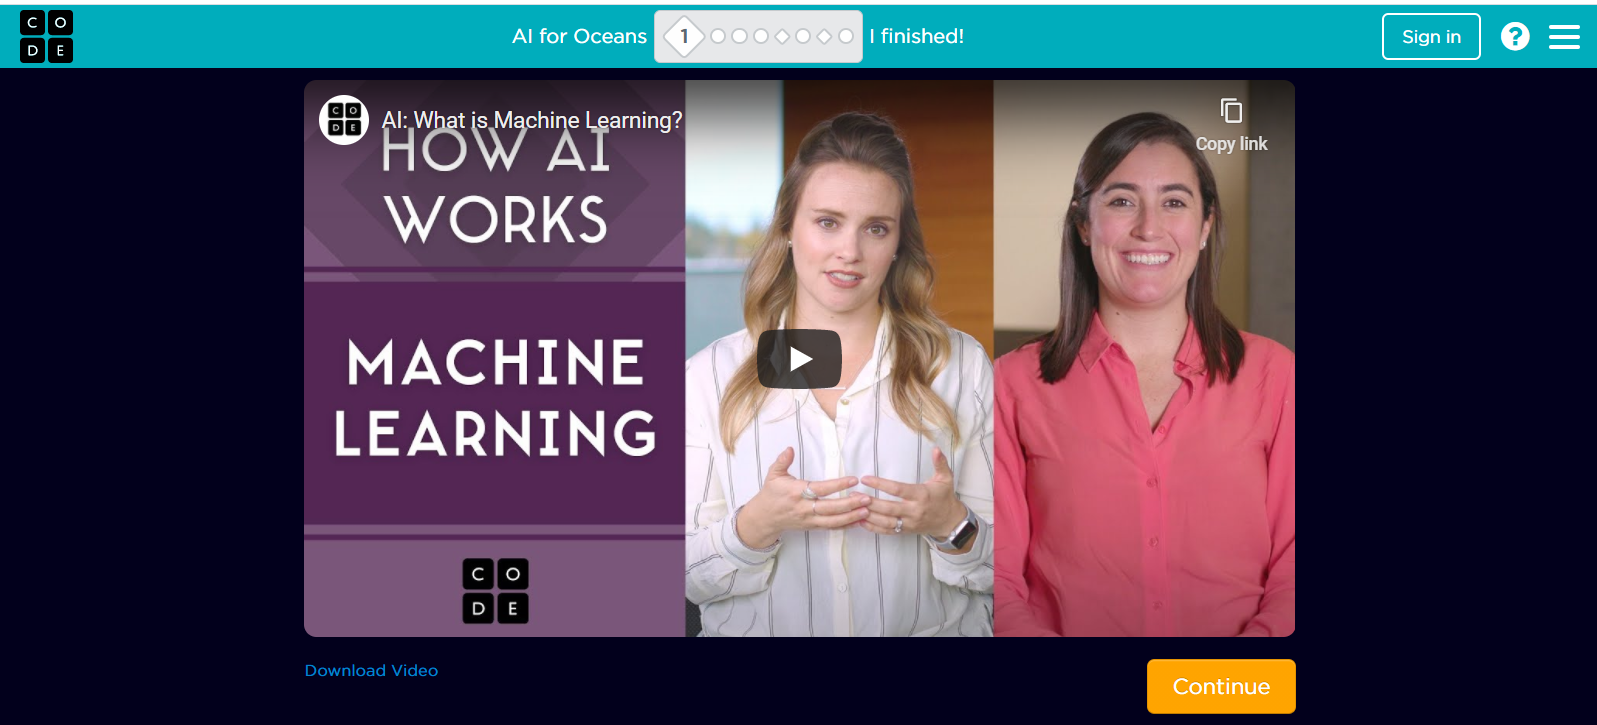 C O
D E
AI for Oceans
1
I finished!
Sign in
?
C O
D E
AI: What is Machine Learning?
Copy link
HOW AI
WORKS
MACHINE
LEARNING
C O
D E
Download Video
Continue